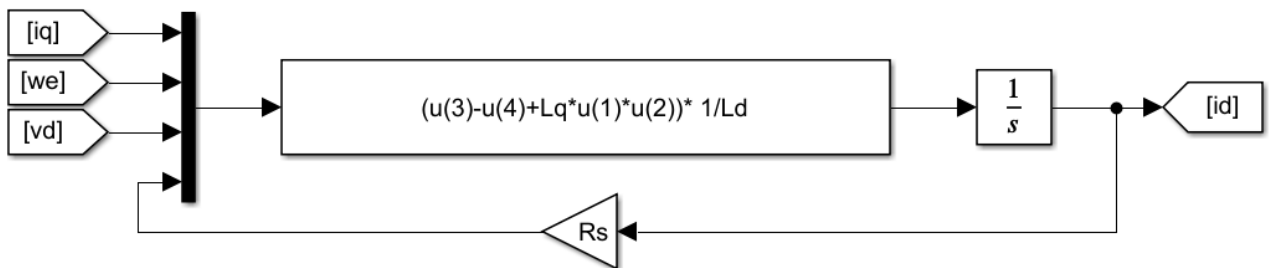 [iq]
[we]
[vd]
(u(3)-u(4)+Lq*u(1)*u(2))* 1/Ld
1
s
[id]
Rs